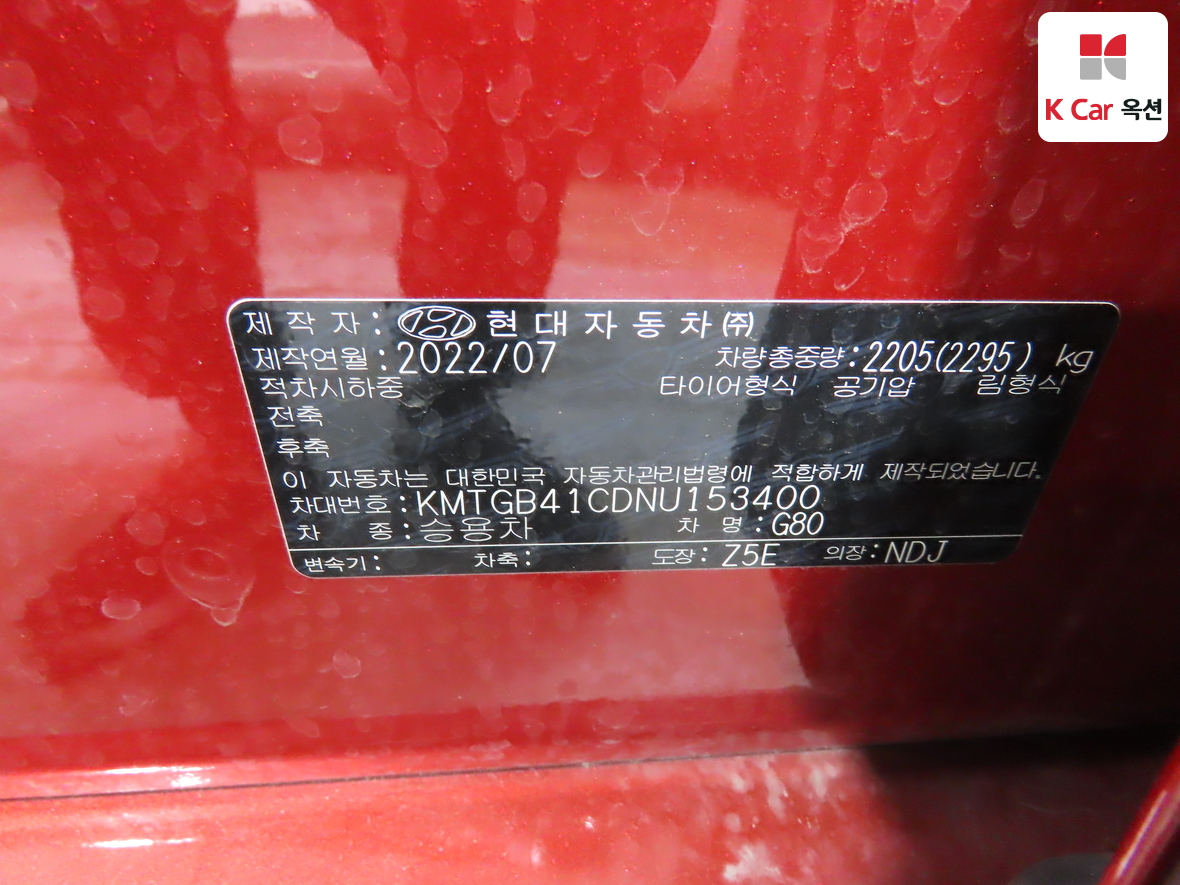 K Car 옥션
제 작 자 : 현 대 자 동 차 ㈜
제작연월 : 2022/07 차량총중량 : 2205(2295) kg
적차시하중 타이어형식 공기압 림형식
전축
후축
이 자동차는 대한민국 자동차관리법령에 적합하게 제작되었습니다.
차대번호 : KMTGB41CDNU153400
차 종 : 승용차 차 명 : G80
변속기 : 차축 : 도장 : Z5E 의장 : NDJ